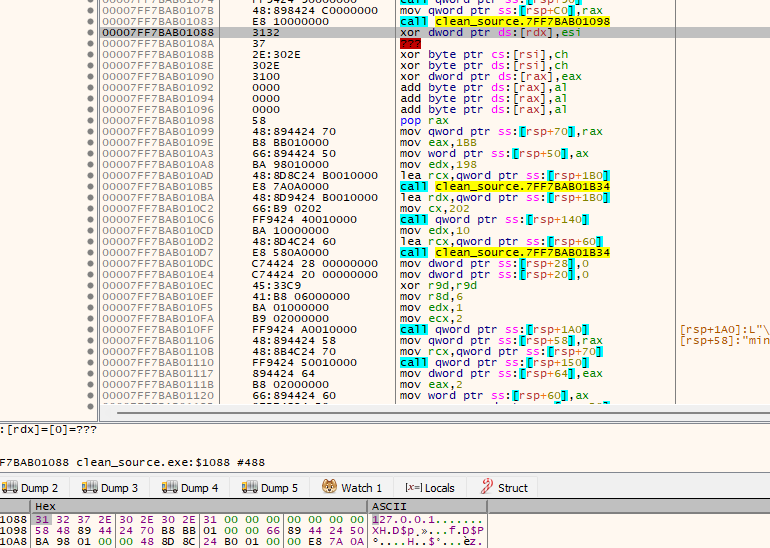 00007FF7BAB0107B 48:898424 C0000000 mov qword ptr ss:[rsp+C0],rax
00007FF7BAB01083 E8 10000000 call clean_source.7FF7BAB01098
00007FF7BAB01088 3132 xor dword ptr ds:[rdx],esi
00007FF7BAB0108A 37 ???
00007FF7BAB0108B 2E:302E xor byte ptr cs:[rsi],ch
00007FF7BAB0108E 302E xor byte ptr ds:[rsi],ch
00007FF7BAB01090 3100 xor dword ptr ds:[rax],eax
00007FF7BAB01092 0000 add byte ptr ds:[rax],al
00007FF7BAB01094 0000 add byte ptr ds:[rax],al
00007FF7BAB01096 0000 add byte ptr ds:[rax],al
00007FF7BAB01098 58 pop rax
00007FF7BAB01099 48:894424 70 mov qword ptr ss:[rsp+70],rax
00007FF7BAB0109E B8 BB010000 mov eax,1BB
00007FF7BAB010A3 66:894424 50 mov word ptr ss:[rsp+50],ax
00007FF7BAB010A8 BA 98010000 mov edx,198
00007FF7BAB010AD 48:8D8C24 B0010000 lea rcx,qword ptr ss:[rsp+1B0]
00007FF7BAB010B5 E8 7A0A0000 call clean_source.7FF7BAB01B34
00007FF7BAB010BA 48:8D9424 B0010000 lea rdx,qword ptr ss:[rsp+1B0]
00007FF7BAB010C2 66:B9 0202 mov cx,202
00007FF7BAB010C6 FF9424 40010000 call qword ptr ss:[rsp+140]
00007FF7BAB010CD BA 10000000 mov edx,10
00007FF7BAB010D2 48:8D4C24 60 lea rcx,qword ptr ss:[rsp+60]
00007FF7BAB010D7 E8 580A0000 call clean_source.7FF7BAB01B34
00007FF7BAB010DC C74424 28 00000000 mov dword ptr ss:[rsp+28],0
00007FF7BAB010E4 C74424 20 00000000 mov dword ptr ss:[rsp+20],0
00007FF7BAB010EC 45:33C9 xor r9d,r9d
00007FF7BAB010EF 41:B8 06000000 mov r8d,6
00007FF7BAB010F5 BA 01000000 mov edx,1
00007FF7BAB010FA B9 02000000 mov ecx,2
00007FF7BAB010FF FF9424 A0010000 call qword ptr ss:[rsp+1A0] [rsp+1A0]:L"\
00007FF7BAB01106 48:894424 58 mov qword ptr ss:[rsp+58],rax [rsp+58]:"min
00007FF7BAB0110B 48:8B4C24 70 mov rcx,qword ptr ss:[rsp+70]
00007FF7BAB01110 FF9424 50010000 call qword ptr ss:[rsp+150]
00007FF7BAB01117 894424 64 mov dword ptr ss:[rsp+64],eax
00007FF7BAB0111B B8 02000000 mov eax,2
00007FF7BAB01120 66:894424 60 mov word ptr ss:[rsp+60],ax
:[rdx]=[0]=???
F7BAB01088 clean_source.exe:$1088 #488
Dump 2 Dump 3 Dump 4 Dump 5 Watch 1 [x=] Locals Struct
Hex ASCII
1088 31 32 37 2E 30 2E 30 2E 31 00 00 00 00 00 00 00 127.0.0.1.......
1098 58 48 89 44 24 70 B8 BB 01 00 00 66 89 44 24 50 XH.D$p¸»...f.D$P
10A8 BA 98 01 00 00 48 8D 8C 24 B0 01 00 00 E8 7A 0A º....H..$°...èz.